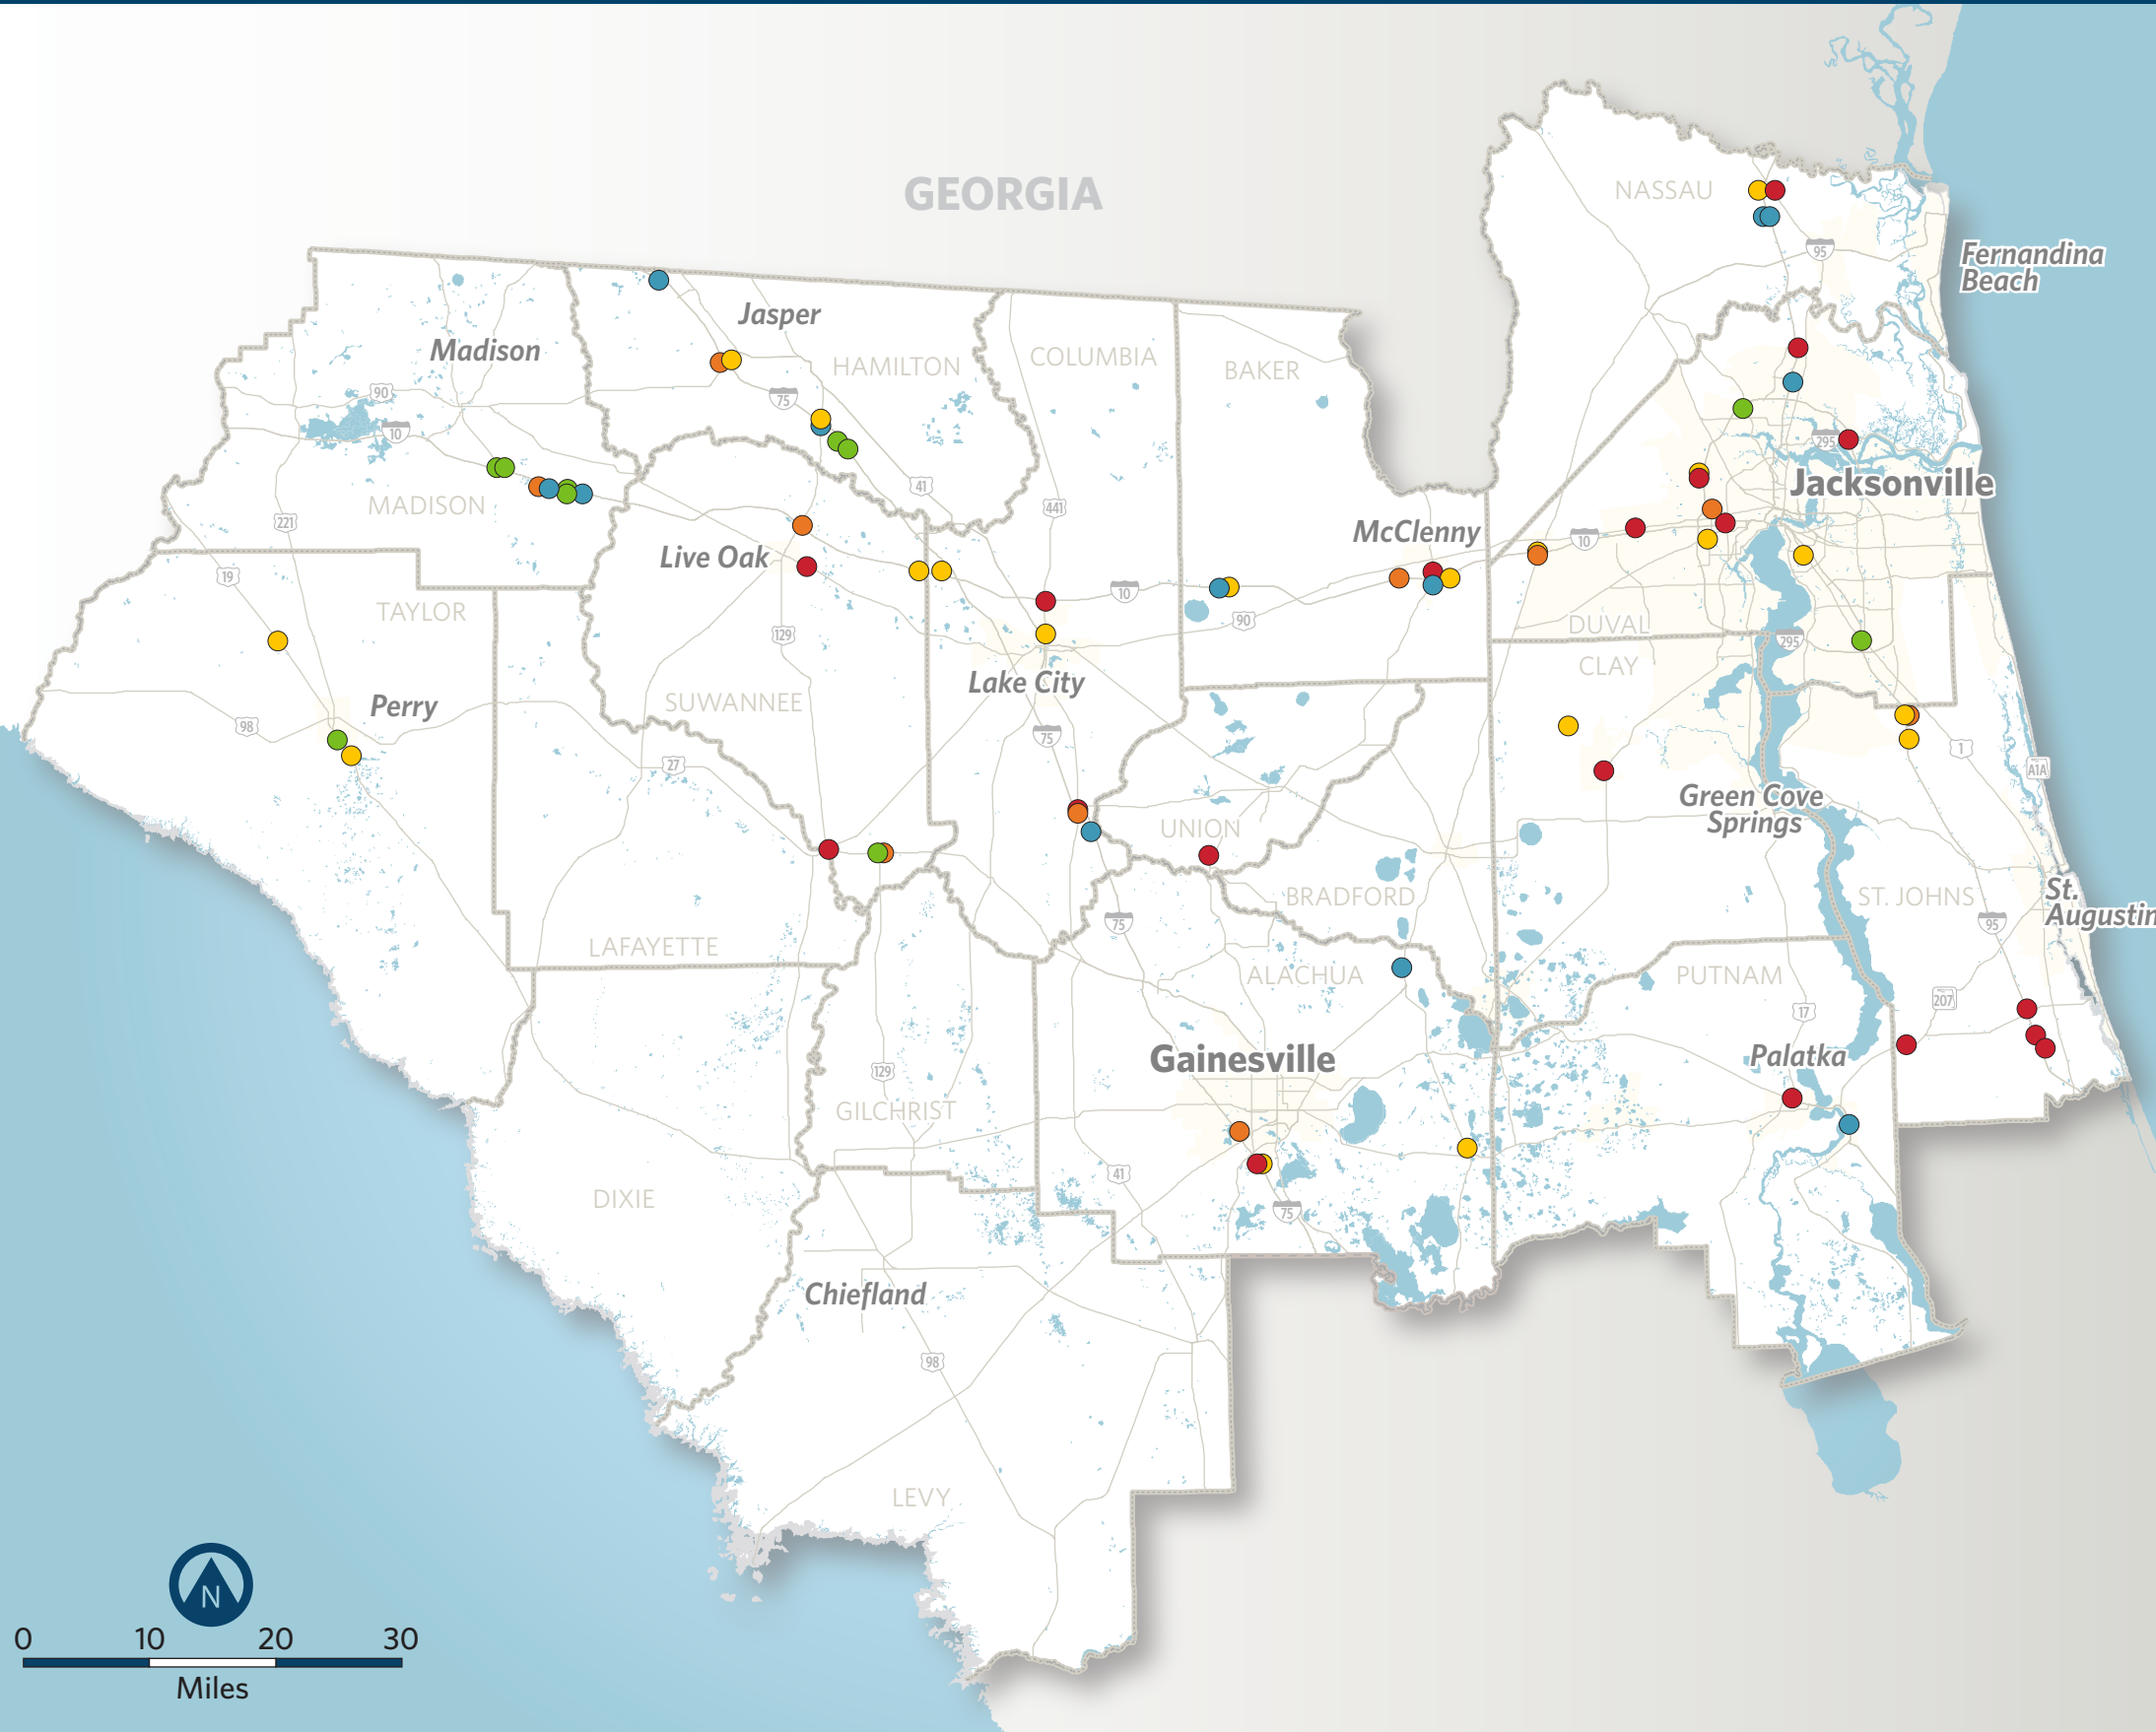 GEORGIA
NASSAU
95
Fernandina
Beach
Jasper
Madison
HAMILTON
COLUMBIA
BAKER
90
75
10
295
41
Jacksonville
MADISON
221
441
McClenny
10
Live Oak
19
10
90
TAYLOR
129
DUVAL
295
CLAY
Lake City
Perry
SUWANNEE
98
75
1
27
A1A
Green Cove
Springs
UNION
BRADFORD
ST. JOHNS
St.
Augustin
75
95
LAFAYETTE
ALACHUA
PUTNAM
207
17
Gainesville
Palatka
129
GILCHRIST
41
DIXIE
75
Chiefland
98
LEVY
N
0 10 20 30
Miles